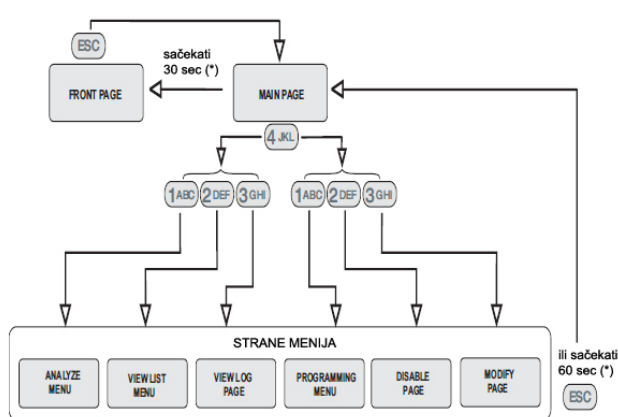 ESC
sačekati
30 sec (*)
FRONT PAGE
MAIN PAGE
4 JKL
1 ABC 2 DEF 3 GHI 1 ABC 2 DEF 3 GHI
STRANE MENIJA
ANALYZE
MENU
VIEW LIST
MENU
VIEW LOG
PAGE
PROGRAMMING
MENU
DISABLE
PAGE
MODIFY
PAGE
ili sačekati
60 sec (*)
ESC